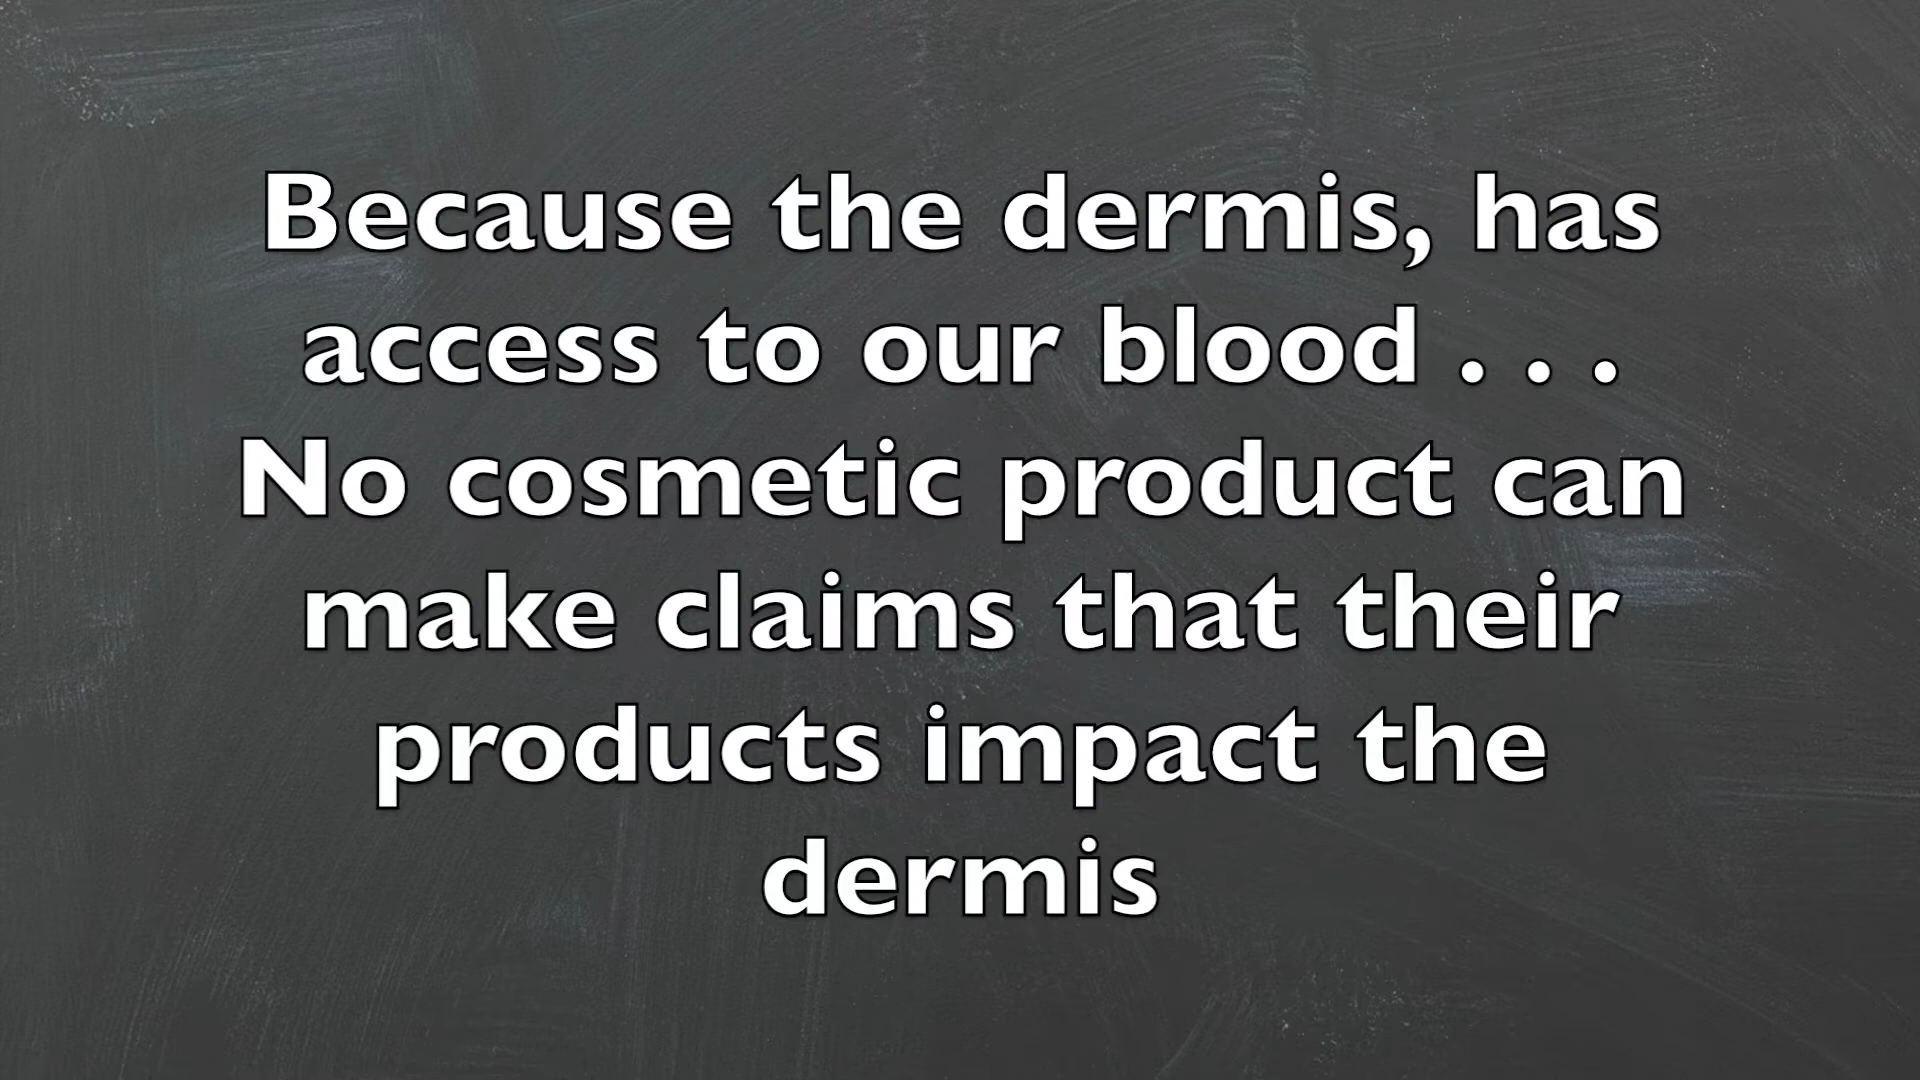 Because the dermis, has
access to our blood . . .
No cosmetic product can
make claims that their
products impact the
dermis